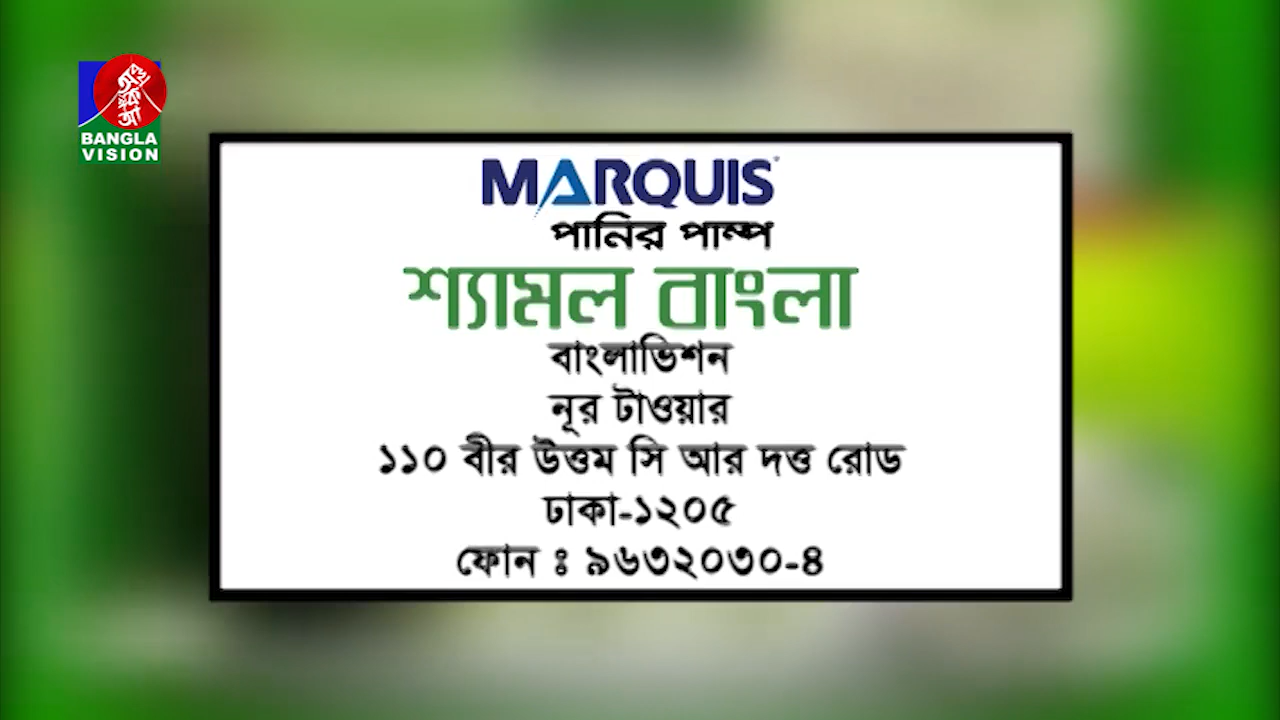 BANGLA
VISION
MARQUIS
পানির পাম্প
শ্যামল বাংলা
বাংলাভিশন
নূর টাওয়ার
১১০ বীর উত্তম সি আর দত্ত রোড
ঢাকা-১২০৫
ফোন ঃ ৯৬৩২০৩০-৪